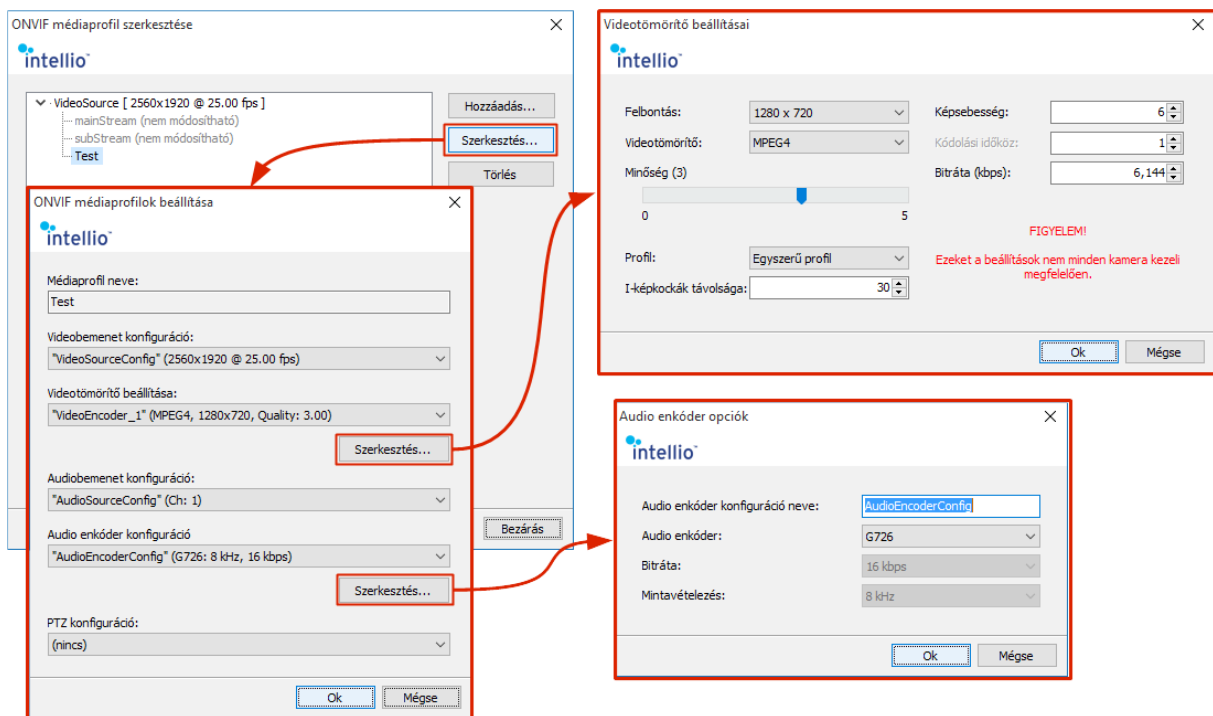 ONVIF médiaprofil szerkesztése
intellio
VideoSource [ 2560x1920 @ 25.00 fps ]
mainStream (nem módosítható)
subStream (nem módosítható)
Test
Hozzáadás...
Szerkesztés...
Törlés
Bezárás
ONVIF médiaprofilok beállítása
intellio
Médiaprofil neve:
Test
Videobemenet konfiguráció:
"VideoSourceConfig" (2560x1920 @ 25.00 fps)
Videotömörítő beállítása:
"VideoEncoder_1" (MPEG4, 1280x720, Quality: 3.00)
Szerkesztés...
Audiobemenet konfiguráció:
"AudioSourceConfig" (Ch: 1)
Audio enkóder konfiguráció
"AudioEncoderConfig" (G726: 8 kHz, 16 kbps)
Szerkesztés...
PTZ konfiguráció:
(nincs)
Ok Mégse
Videotömörítő beállításai
intellio
Felbontás: 1280 x 720 Képsebesség: 6
Videotömörítő: MPEG4 Kódolási időköz: 1
Minőség (3) Bitráta (kbps): 6,144
0 5
FIGYELEM!
Profil: Egyszerű profil
Ezeket a beállítások nem minden kamera kezeli
megfelelően.
I-képkockák távolsága: 30
Ok Mégse
Audio enkóder opciók
intellio
Audio enkóder konfiguráció neve: AudioEncoderConfig
Audio enkóder: G726
Bitráta: 16 kbps
Mintavételezés: 8 kHz
Ok Mégse